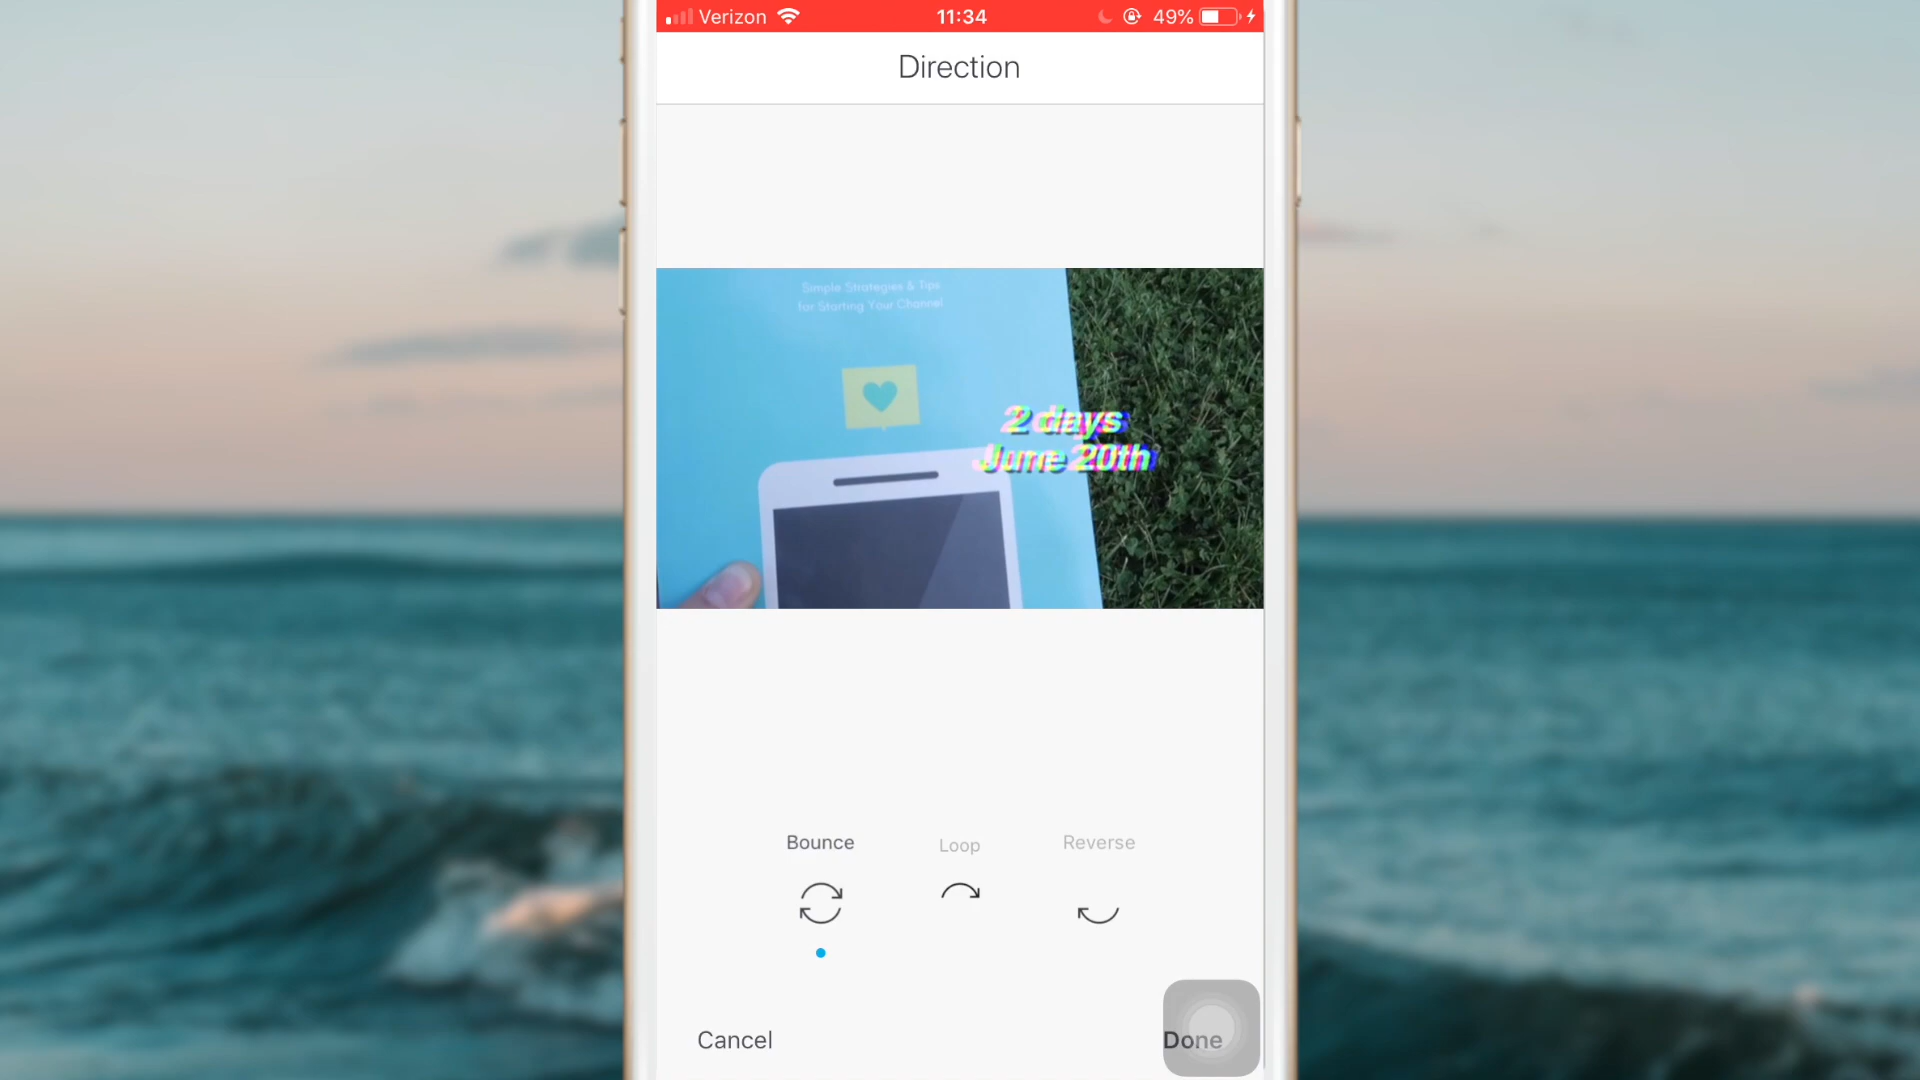 Verizon 11:34 49%
Direction
Simple Strategies & Tips
for Starting Your Channel
2 days
June 20th
Bounce Loop Reverse
Cancel Done